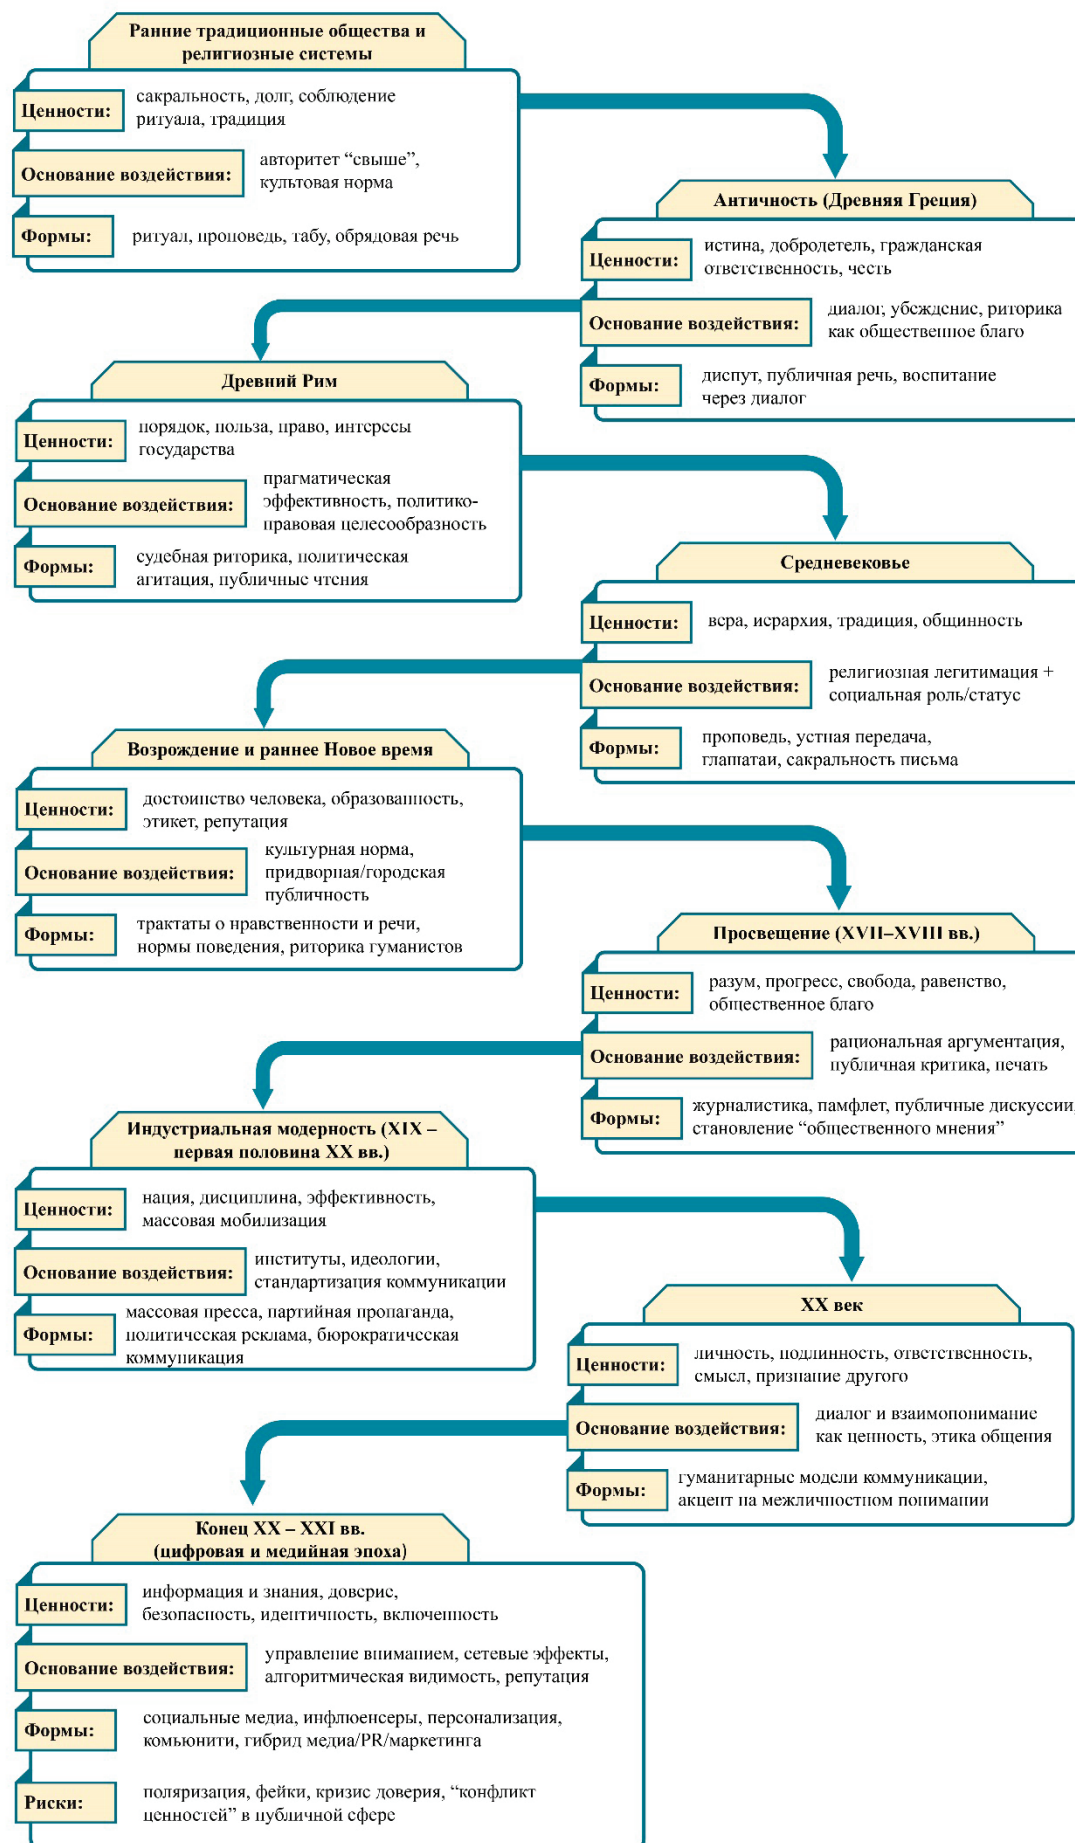 Ранние традиционные общества и
религиозные системы
Ценности:
сакральность, долг, соблюдение
ритуала, традиция
Основание воздействия:
авторитет “свыше”,
культовая норма
Формы:
ритуал, проповедь, табу, обрядовая речь
Античность (Древняя Греция)
Ценности:
истина, добродетель, гражданская
ответственность, честь
Основание воздействия:
диалог, убеждение, риторика
как общественное благо
Формы:
диспут, публичная речь, воспитание
через диалог
Древний Рим
Ценности:
порядок, польза, право, интересы
государства
Основание воздействия:
прагматическая
эффективность, политико-
правовая целесообразность
Формы:
судебная риторика, политическая
агитация, публичные чтения
Средневековье
Ценности:
вера, иерархия, традиция, общинность
Основание воздействия:
религиозная легитимация +
социальная роль/статус
Формы:
проповедь, устная передача,
глашатаи, сакральность письма
Возрождение и раннее Новое время
Ценности:
достоинство человека, образованность,
этикет, репутация
Основание воздействия:
культурная норма,
придворная/городская
публичность
Формы:
трактаты о нравственности и речи,
нормы поведения, риторика гуманистов
Просвещение (XVII–XVIII вв.)
Ценности:
разум, прогресс, свобода, равенство,
общественное благо
Основание воздействия:
рациональная аргументация,
публичная критика, печать
Формы:
журналистика, памфлет, публичные дискуссии,
становление “общественного мнения”
Индустриальная модерность (XIX –
первая половина XX вв.)
Ценности:
нация, дисциплина, эффективность,
массовая мобилизация
Основание воздействия:
институты, идеологии,
стандартизация коммуникации
Формы:
массовая пресса, партийная пропаганда,
политическая реклама, бюрократическая
коммуникация
XX век
Ценности:
личность, подлинность, ответственность,
смысл, признание другого
Основание воздействия:
диалог и взаимопонимание
как ценность, этика общения
Формы:
гуманитарные модели коммуникации,
акцент на межличностном понимании
Конец XX – XXI вв.
(цифровая и медийная эпоха)
Ценности:
информация и знания, доверие,
безопасность, идентичность, включенность
Основание воздействия:
управление вниманием, сетевые эффекты,
алгоритмическая видимость, репутация
Формы:
социальные медиа, инфлюенсеры, персонализация,
комьюнити, гибрид медиа/PR/маркетинга
Риски:
поляризация, фейки, кризис доверия, “конфликт
ценностей” в публичной сфере